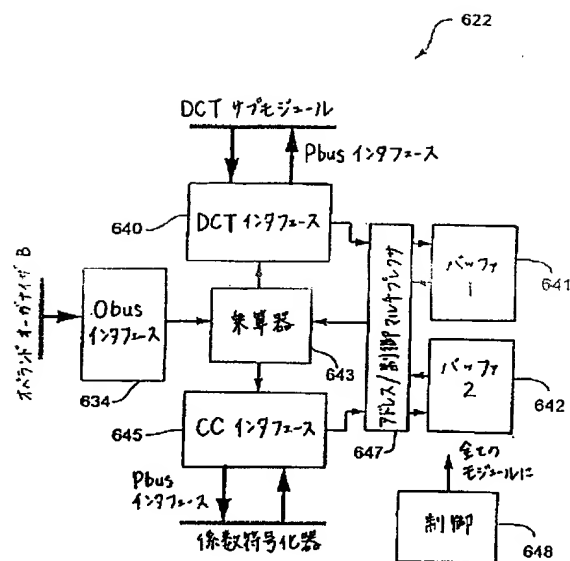 622
DCT サブモジュール
Pbus インタフェース
640
DCT インタフェース
オペランド オーガナイザ B
Obus
インタフェース
634
乗算器
643
アドレス/制御マルチプレクサ
647
バッファ
1
641
バッファ
2
642
645
CC インタフェース
Pbus
インタフェース
係数符号化器
全ての
モジュールに
制御
648